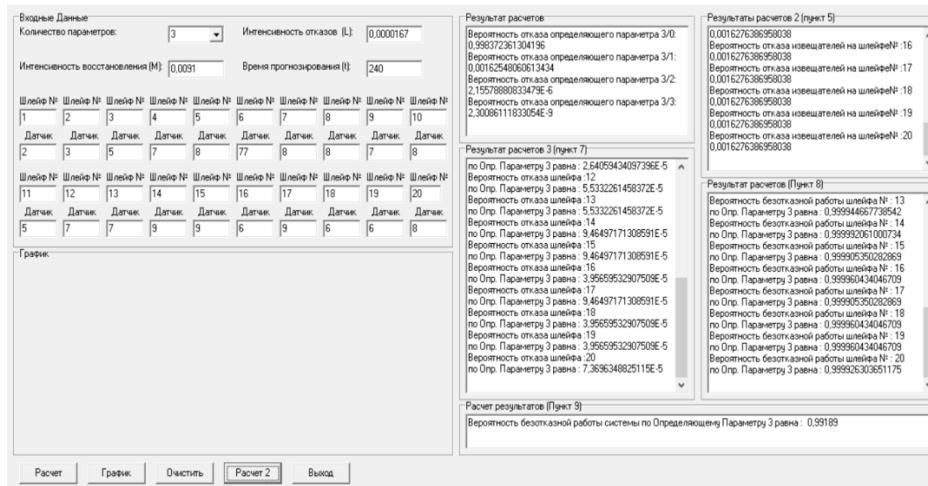 Входные Данные
Количество параметров: 3 Интенсивность отказов (L): 0,0000167
Интенсивность восстановления (M): 0,0091 Время прогнозирования (t): 240
Шлейф № Шлейф № Шлейф № Шлейф № Шлейф № Шлейф № Шлейф № Шлейф № Шлейф № Шлейф №
1 2 3 4 5 6 7 8 9 10
Датчик Датчик Датчик Датчик Датчик Датчик Датчик Датчик Датчик Датчик
2 3 5 7 8 77 8 8 7 8
Шлейф № Шлейф № Шлейф № Шлейф № Шлейф № Шлейф № Шлейф № Шлейф № Шлейф № Шлейф №
11 12 13 14 15 16 17 18 19 20
Датчик Датчик Датчик Датчик Датчик Датчик Датчик Датчик Датчик Датчик
5 7 7 9 9 6 9 6 6 8
График
Результат расчетов
Вероятность отказа определяющего параметра 3/0:
0,998372361304196
Вероятность отказа определяющего параметра 3/1:
0,00162548060613434
Вероятность отказа определяющего параметра 3/2:
2,15578880833479E-6
Вероятность отказа определяющего параметра 3/3:
2,30086111833054E-9
Результаты расчетов 2 (пункт 5)
0,0016276386958038
Вероятность отказа извещателей на шлейфе№ :16
0,0016276386958038
Вероятность отказа извещателей на шлейфе№ :17
0,0016276386958038
Вероятность отказа извещателей на шлейфе№ :18
0,0016276386958038
Вероятность отказа извещателей на шлейфе№ :19
0,0016276386958038
Вероятность отказа извещателей на шлейфе№ :20
0,0016276386958038
Результат расчетов 3 (пункт 7)
по Опр. Параметру 3 равна : 2,64059434097396E-5
Вероятность отказа шлейфа :12
по Опр. Параметру 3 равна : 5,5332261458372E-5
Вероятность отказа шлейфа :13
по Опр. Параметру 3 равна : 5,5332261458372E-5
Вероятность отказа шлейфа :14
по Опр. Параметру 3 равна : 9,46497171308591E-5
Вероятность отказа шлейфа :15
по Опр. Параметру 3 равна : 9,46497171308591E-5
Вероятность отказа шлейфа :16
по Опр. Параметру 3 равна : 3,95659532907509E-5
Вероятность отказа шлейфа :17
по Опр. Параметру 3 равна : 9,46497171308591E-5
Вероятность отказа шлейфа :18
по Опр. Параметру 3 равна : 3,95659532907509E-5
Вероятность отказа шлейфа :19
по Опр. Параметру 3 равна : 3,95659532907509E-5
Вероятность отказа шлейфа :20
по Опр. Параметру 3 равна : 7,3696348825115E-5
Результат расчетов (Пункт 8)
Вероятность безотказной работы шлейфа № : 13
по Опр. Параметру 3 равна : 0,999944667738542
Вероятность безотказной работы шлейфа № : 14
по Опр. Параметру 3 равна : 0,999992061000734
Вероятность безотказной работы шлейфа № : 15
по Опр. Параметру 3 равна : 0,999905350282869
Вероятность безотказной работы шлейфа № : 16
по Опр. Параметру 3 равна : 0,999960434046709
Вероятность безотказной работы шлейфа № : 17
по Опр. Параметру 3 равна : 0,999905350282869
Вероятность безотказной работы шлейфа № : 18
по Опр. Параметру 3 равна : 0,999960434046709
Вероятность безотказной работы шлейфа № : 19
по Опр. Параметру 3 равна : 0,999960434046709
Вероятность безотказной работы шлейфа № : 20
по Опр. Параметру 3 равна : 0,999926303651175
Расчет результатов (Пункт 9)
Вероятность безотказной работы системы по Определяющему Параметру 3 равна : 0,99189
Расчет График Очистить Расчет 2 Выход